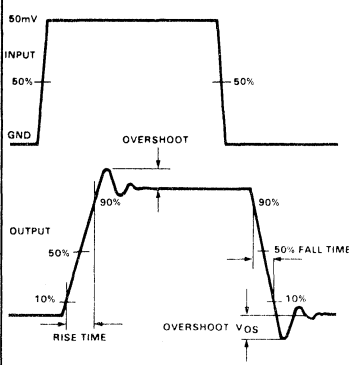 50mV
INPUT
50%
50%
GND
OVERSHOOT
90%
90%
OUTPUT
50%
50% FALL TIME
10%
10%
RISE TIME
OVERSHOOT VOS